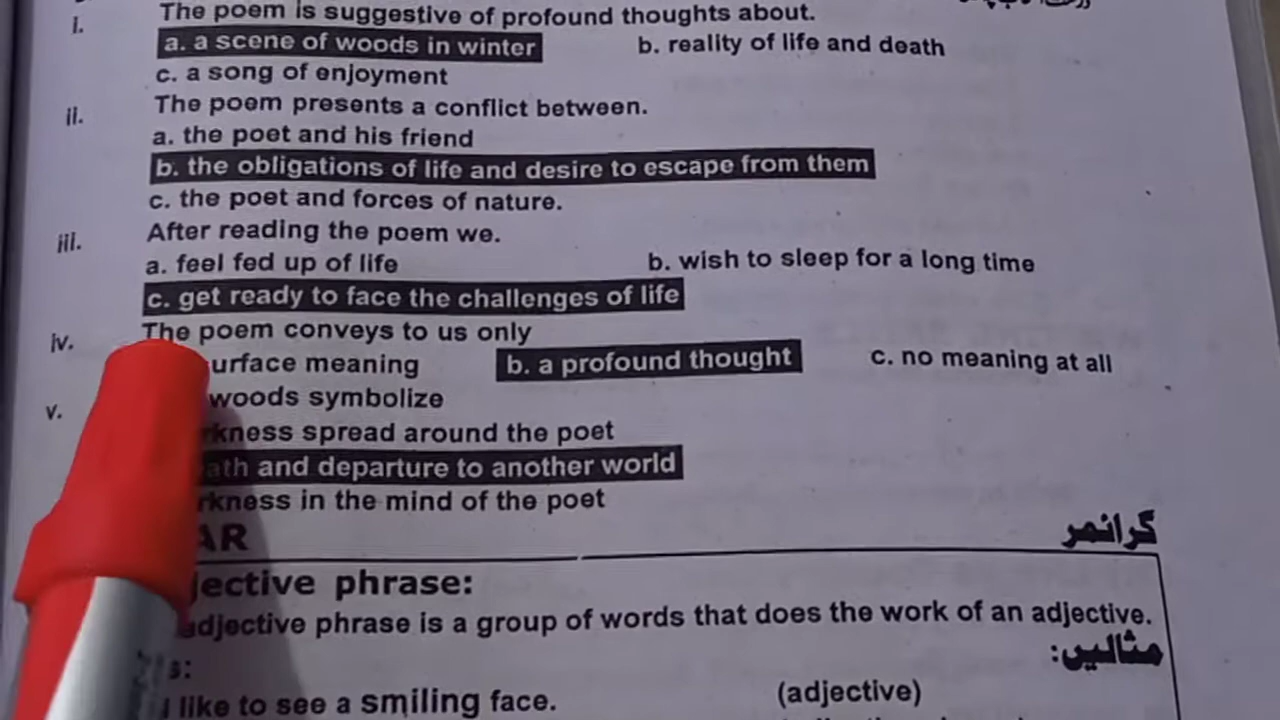 i. The poem is suggestive of profound thoughts about.
a. a scene of woods in winter b. reality of life and death
c. a song of enjoyment
ii. The poem presents a conflict between.
a. the poet and his friend
b. the obligations of life and desire to escape from them
c. the poet and forces of nature.
iii. After reading the poem we.
a. feel fed up of life b. wish to sleep for a long time
c. get ready to face the challenges of life
iv. The poem conveys to us only
urface meaning b. a profound thought c. no meaning at all
v. woods symbolize
rkness spread around the poet
ath and departure to another world
rkness in the mind of the poet
AR گرائمر
jective phrase:
adjective phrase is a group of words that does the work of an adjective.
مثالیں:
s:
I like to see a smiling face. (adjective)